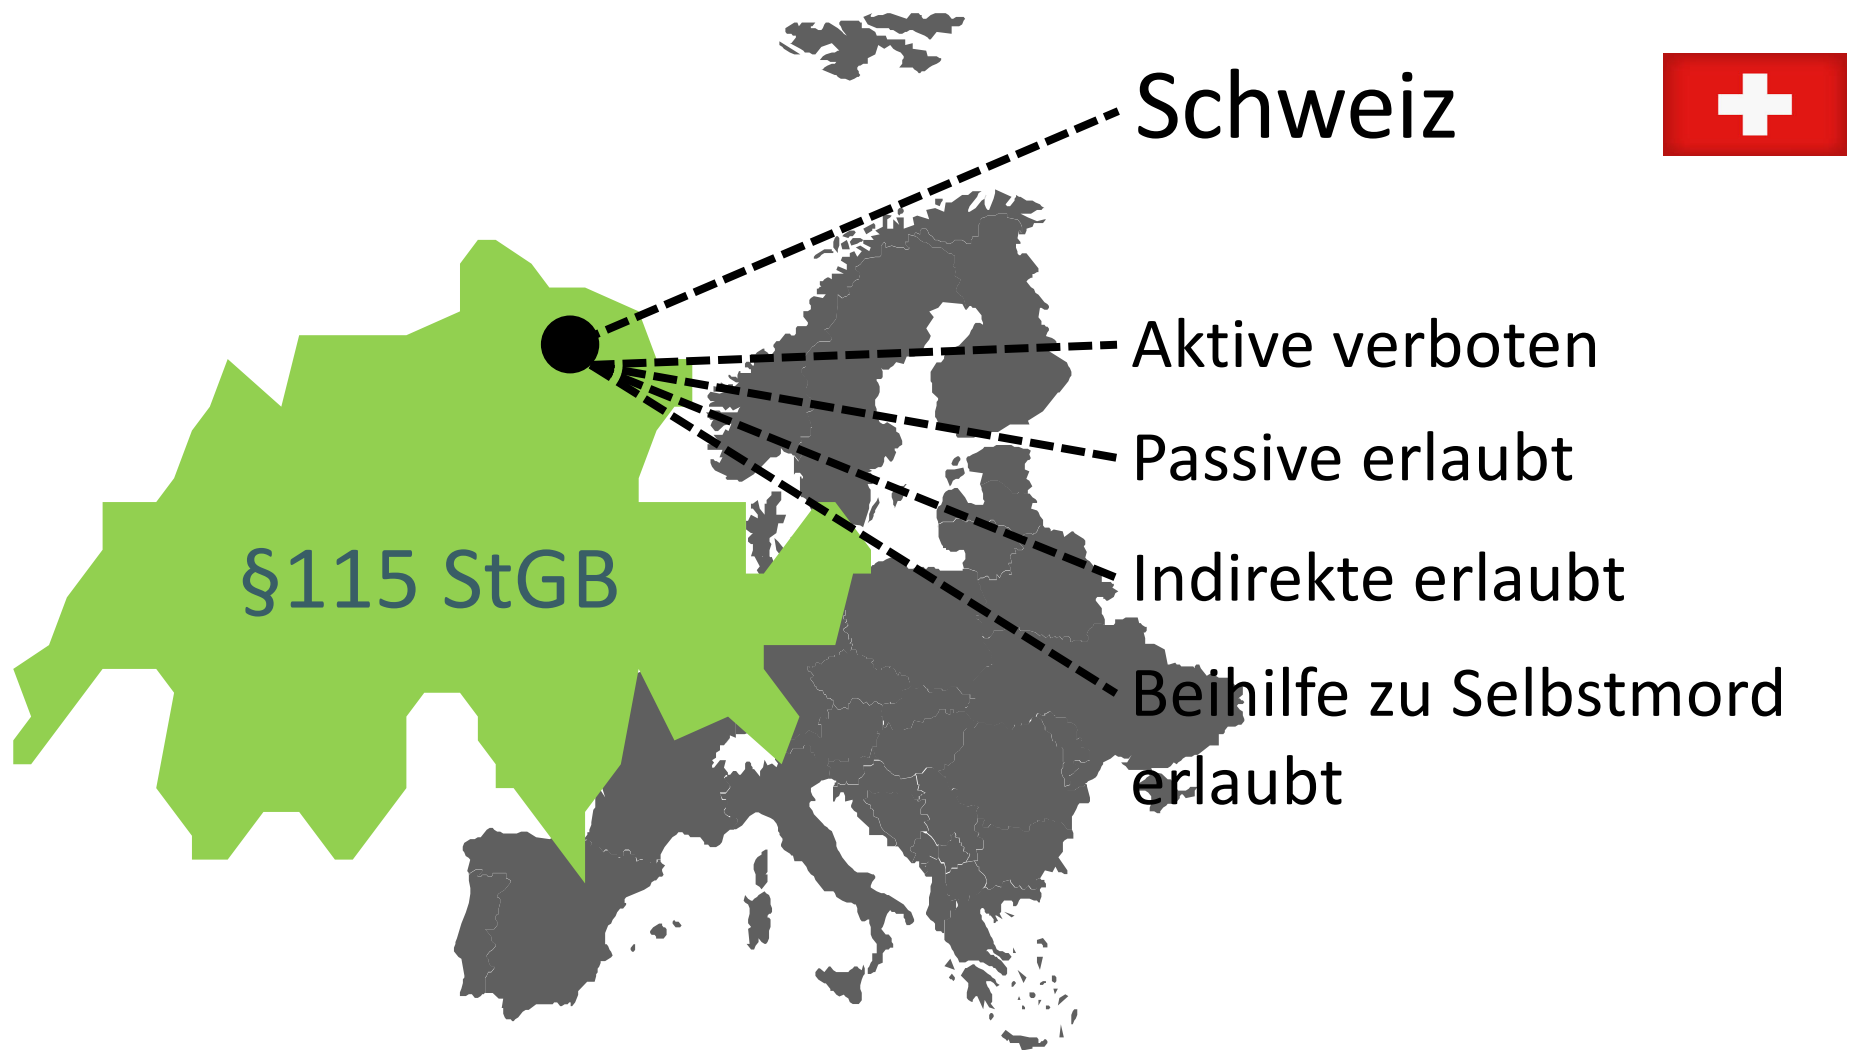 Schweiz
Aktive verboten
Passive erlaubt
§115 StGB
Indirekte erlaubt
Beihilfe zu Selbstmord
erlaubt